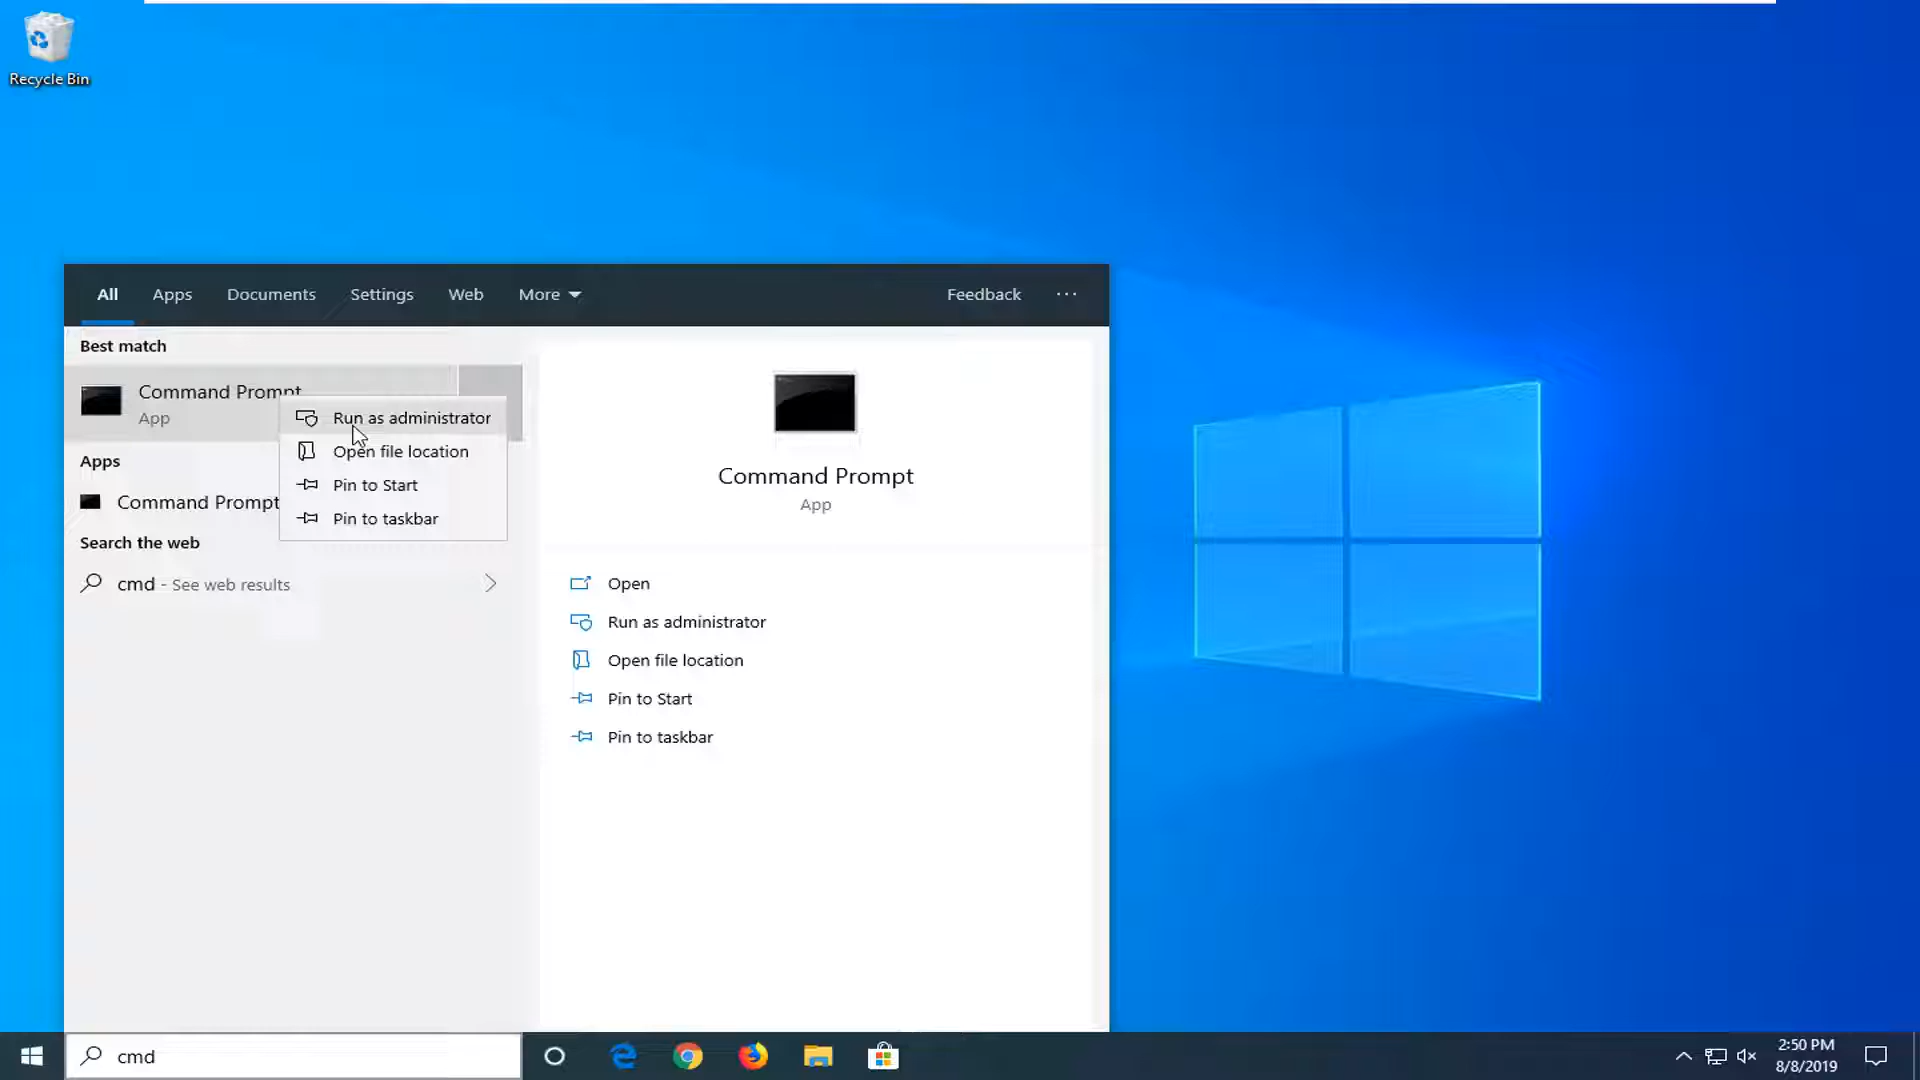 Recycle Bin
All Apps Documents Settings Web More Feedback ...
Best match
Command Prompt
App
Run as administrator
Open file location
Pin to Start
Pin to taskbar
Apps
Command Prompt
Search the web
cmd - See web results
Command Prompt
App
Open
Run as administrator
Open file location
Pin to Start
Pin to taskbar
cmd
2:50 PM
8/8/2019